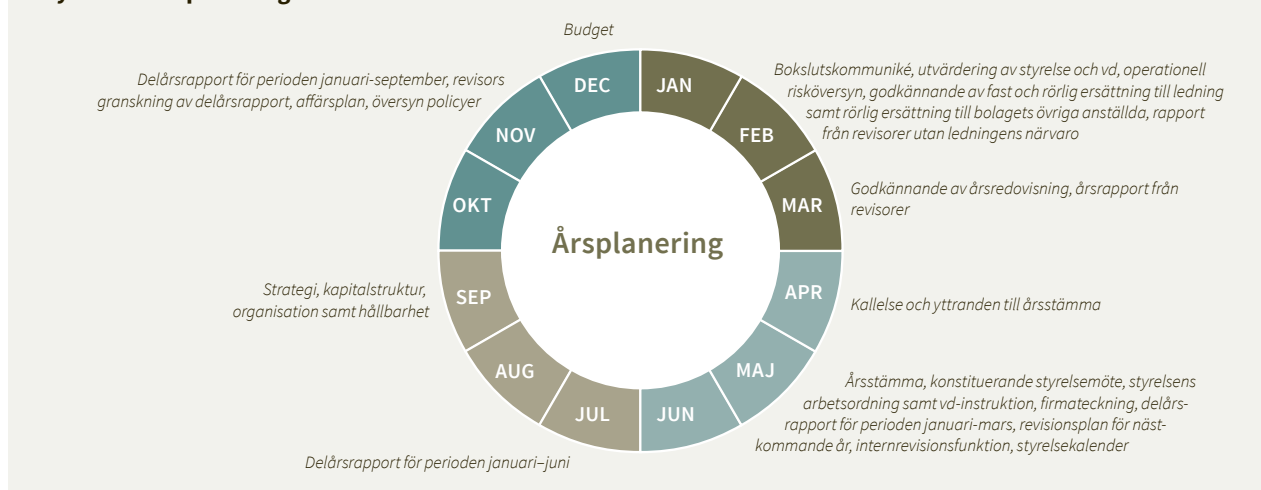 Budget
Delårsrapport för perioden januari-september, revisors
granskning av delårsrapport, affärsplan, översyn policyer
Bokslutskommuniké, utvärdering av styrelse och vd, operationell
risköversyn, godkännande av fast och rörlig ersättning till ledning
samt rörlig ersättning till bolagets övriga anställda, rapport
från revisorer utan ledningens närvaro
DEC
JAN
NOV
FEB
OKT
MAR
Godkännande av årsredovisning, årsrapport från
revisorer
Årsplanering
Strategi, kapitalstruktur,
organisation samt hållbarhet
SEP
APR
Kallelse och yttranden till årsstämma
AUG
MAJ
JUL
JUN
Årsstämma, konstituerande styrelsemöte, styrelsens
arbetsordning samt vd-instruktion, firmateckning, delårs-
rapport för perioden januari-mars, revisionsplan för näst-
kommande år, internrevisionsfunktion, styrelsekalender
Delårsrapport för perioden januari–juni